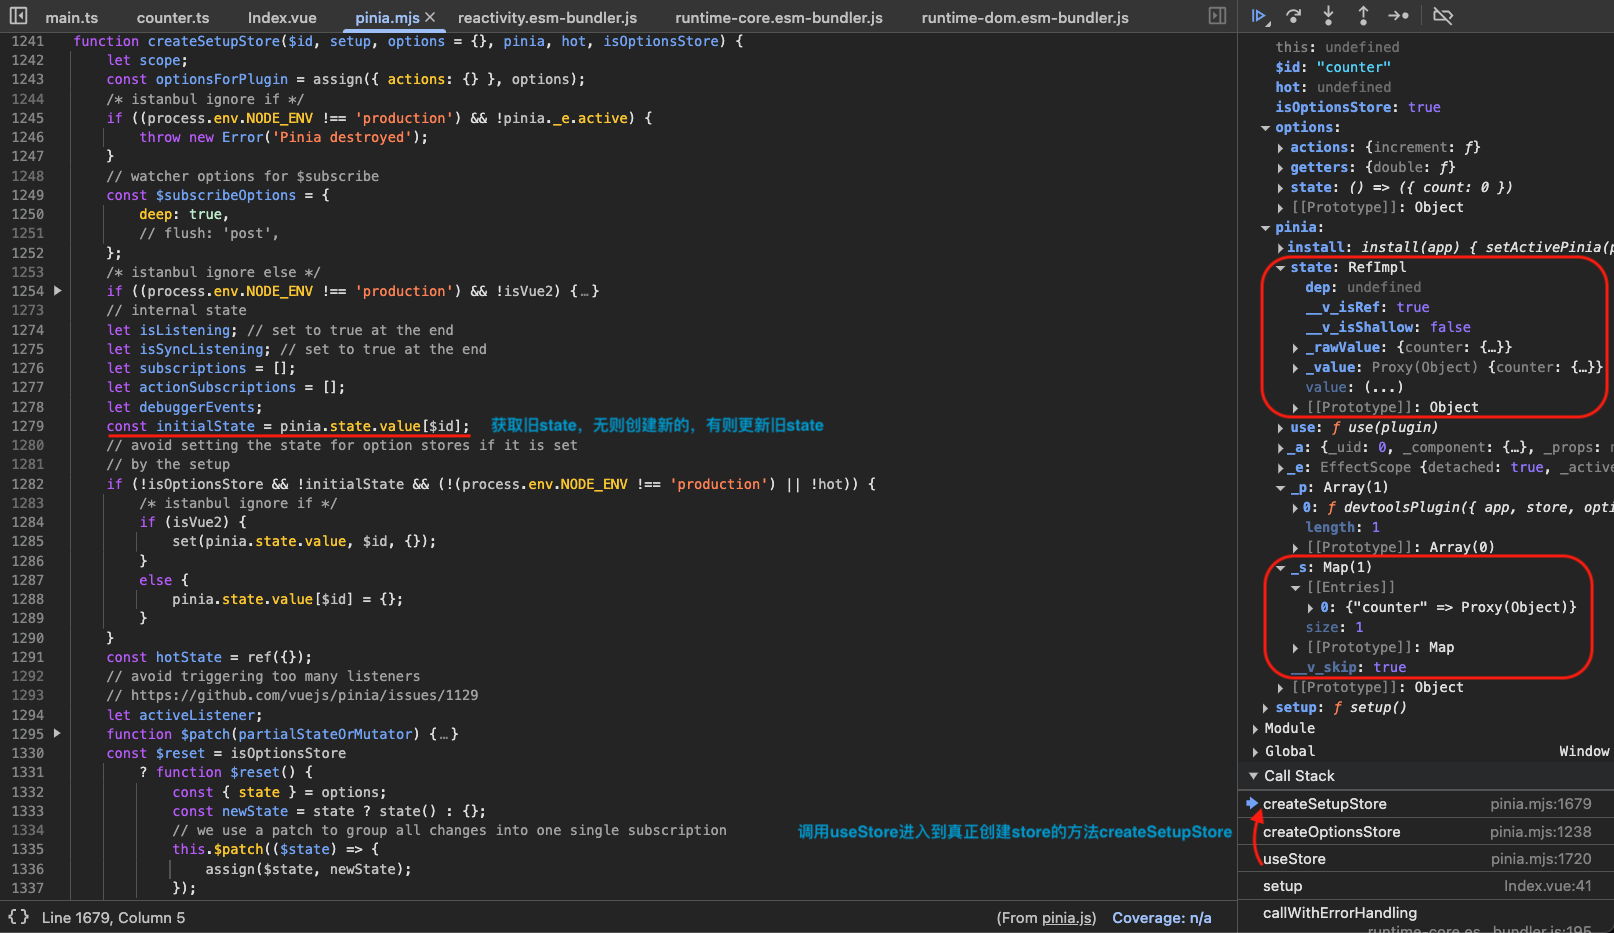 main.ts counter.ts Index.vue pinia.mjs reactivity.esm-bundler.js runtime-core.esm-bundler.js runtime-dom.esm-bundler.js
1241 function createSetupStore($id, setup, options = {}, pinia, hot, isOptionsStore) {
1242 let scope;
1243 const optionsForPlugin = assign({ actions: {} }, options);
1244 /* istanbul ignore if */
1245 if ((process.env.NODE_ENV !== 'production') && !pinia._e.active) {
1246 throw new Error('Pinia destroyed');
1247 }
1248 // watcher options for $subscribe
1249 const $subscribeOptions = {
1250 deep: true,
1251 // flush: 'post',
1252 };
1253 /* istanbul ignore else */
1254 if ((process.env.NODE_ENV !== 'production') && !isVue2) {…}
1273 // internal state
1274 let isListening; // set to true at the end
1275 let isSyncListening; // set to true at the end
1276 let subscriptions = [];
1277 let actionSubscriptions = [];
1278 let debuggerEvents;
1279 const initialState = pinia.state.value[$id]; 获取旧state，无则创建新的，有则更新旧state
1280 // avoid setting the state for option stores if it is set
1281 // by the setup
1282 if (!isOptionsStore && !initialState && (!(process.env.NODE_ENV !== 'production') || !hot)) {
1283 /* istanbul ignore if */
1284 if (isVue2) {
1285 set(pinia.state.value, $id, {});
1286 }
1287 else {
1288 pinia.state.value[$id] = {};
1289 }
1290 }
1291 const hotState = ref({});
1292 // avoid triggering too many listeners
1293 // https://github.com/vuejs/pinia/issues/1129
1294 let activeListener;
1295 function $patch(partialStateOrMutator) {…}
1330 const $reset = isOptionsStore
1331 ? function $reset() {
1332 const { state } = options;
1333 const newState = state ? state() : {};
1334 // we use a patch to group all changes into one single subscription 调用useStore进入到真正创建store的方法createSetupStore
1335 this.$patch(($state) => {
1336 assign($state, newState);
1337 });
{} Line 1679, Column 5 (From pinia.js) Coverage: n/a
this: undefined
$id: "counter"
hot: undefined
isOptionsStore: true
options:
actions: {increment: ƒ}
getters: {double: ƒ}
state: () => ({ count: 0 })
[[Prototype]]: Object
pinia:
install: install(app) { setActivePinia(p
state: RefImpl
dep: undefined
__v_isRef: true
__v_isShallow: false
_rawValue: {counter: {…}}
_value: Proxy(Object) {counter: {…}}
value: (...)
[[Prototype]]: Object
use: ƒ use(plugin)
_a: {_uid: 0, _component: {…}, _props: n
_e: EffectScope {detached: true, _active
_p: Array(1)
0: ƒ devtoolsPlugin({ app, store, opti
length: 1
[[Prototype]]: Array(0)
_s: Map(1)
[[Entries]]
0: {"counter" => Proxy(Object)}
size: 1
[[Prototype]]: Map
__v_skip: true
[[Prototype]]: Object
setup: ƒ setup()
Module
Global Window
Call Stack
createSetupStore pinia.mjs:1679
createOptionsStore pinia.mjs:1238
useStore pinia.mjs:1720
setup Index.vue:41
callWithErrorHandling
runtime-core.es…bundler.js:195